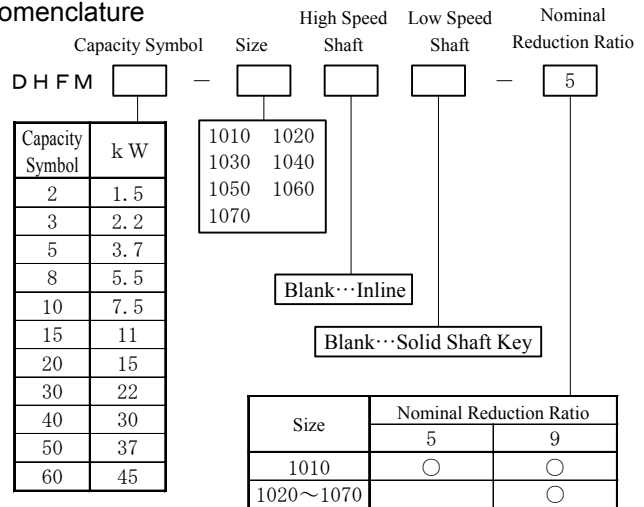 omenclature
High Speed Shaft
Low Speed Shaft
Nominal Reduction Ratio
Capacity Symbol
Size
DHFM － － 5
Capacity Symbol kW
2 1.5
3 2.2
5 3.7
8 5.5
10 7.5
15 11
20 15
30 22
40 30
50 37
60 45
1010 1020
1030 1040
1050 1060
1070
Blank···Inline
Blank···Solid Shaft Key
Size Nominal Reduction Ratio
5 9
1010 ○ ○
1020～1070 ○